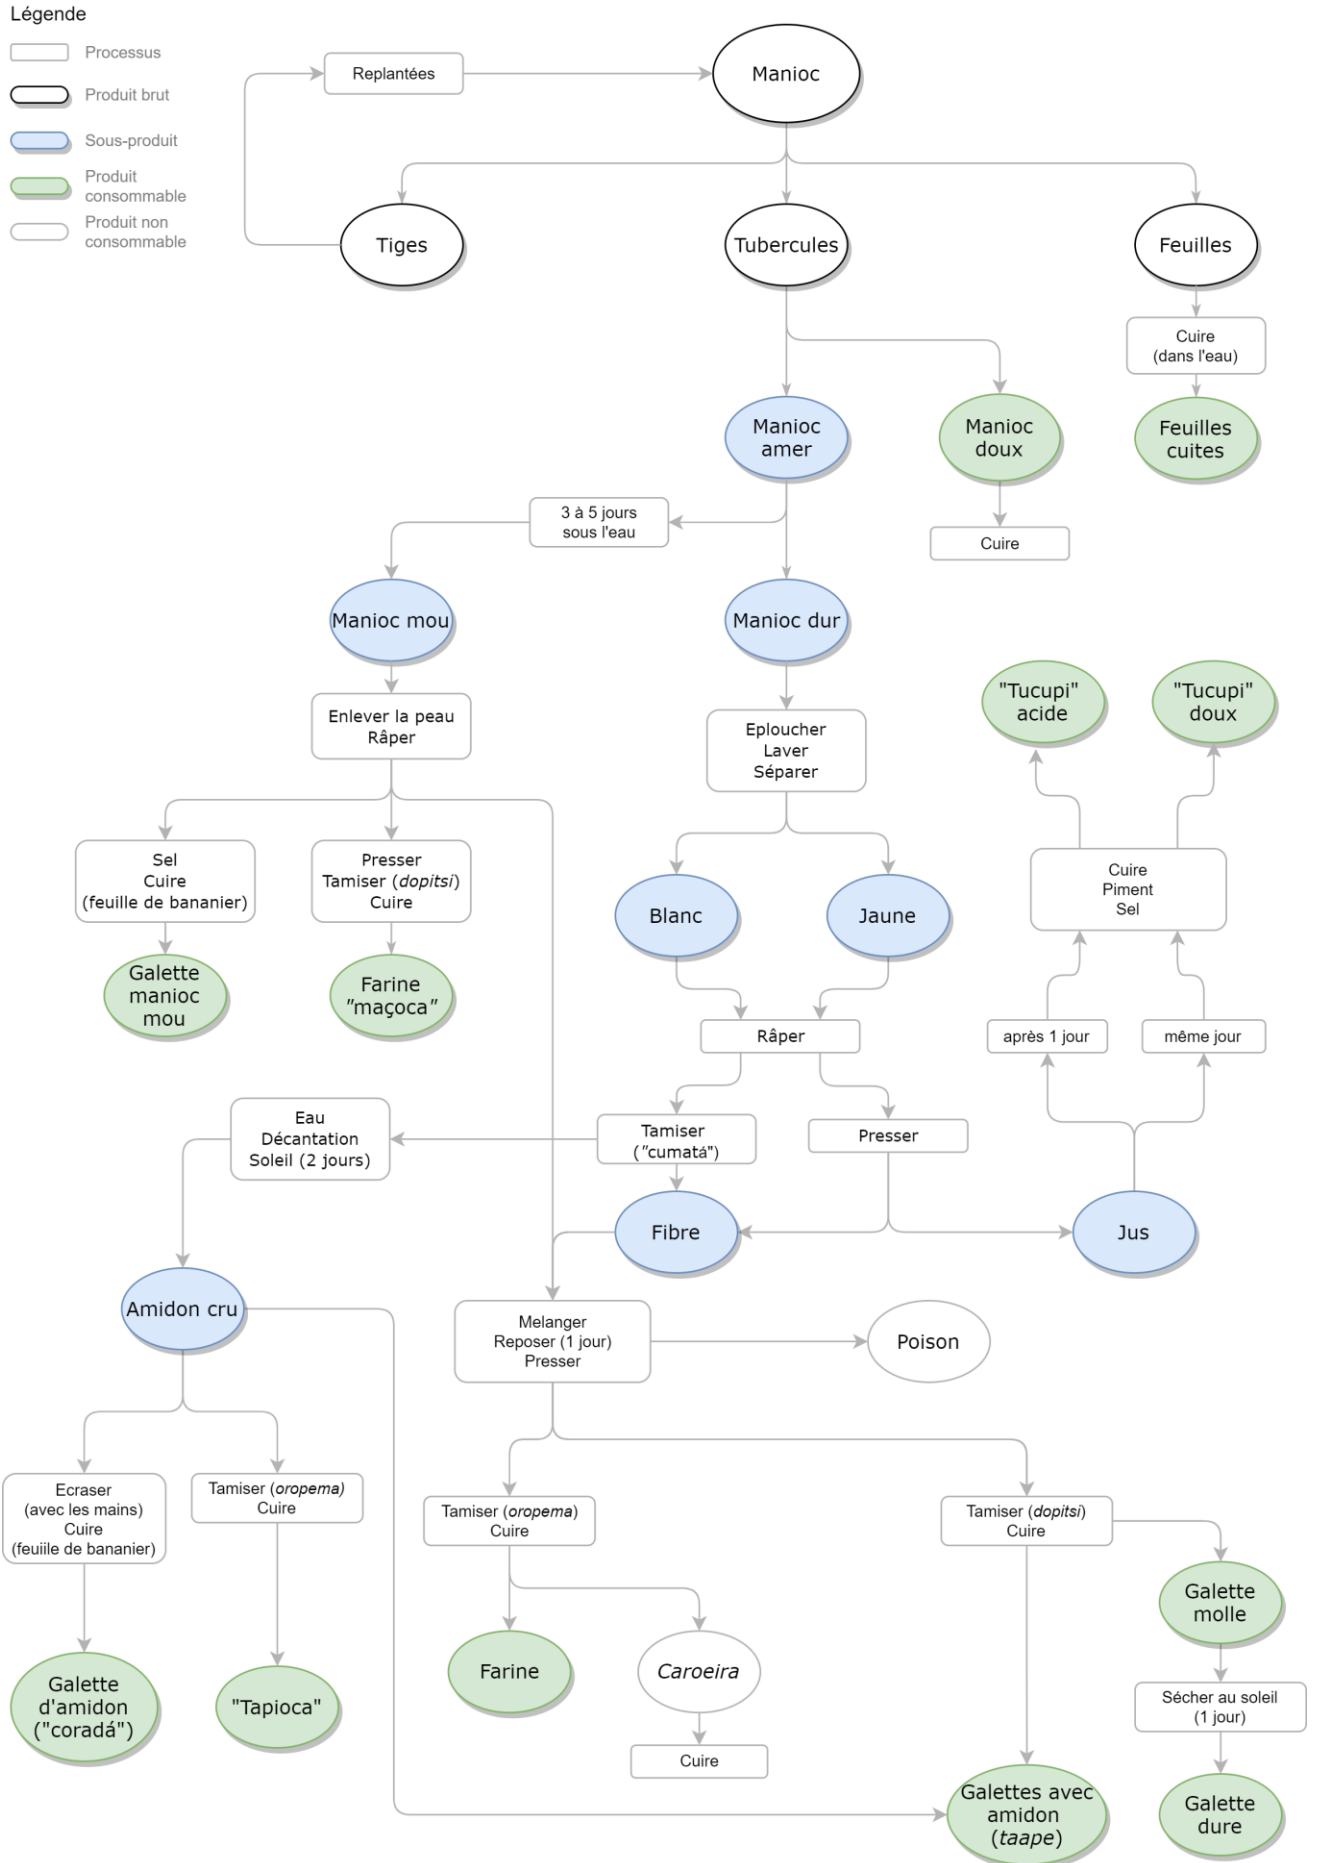 Légende
Processus
Produit brut
Sous-produit
Produit
consommable
Produit non
consommable
Replantées
Manioc
Tiges
Tubercules
Feuilles
Cuire
(dans l'eau)
Manioc
amer
Manioc
doux
Feuilles
cuites
3 à 5 jours
sous l'eau
Cuire
Manioc mou
Manioc dur
"Tucupi"
acide
"Tucupi"
doux
Enlever la peau
Râper
Eploucher
Laver
Séparer
Sel
Cuire
(feuille de bananier)
Presser
Tamiser (dopitsi)
Cuire
Cuire
Piment
Sel
Blanc
Jaune
Galette
manioc
mou
Farine
"maçoca"
Râper
après 1 jour
même jour
Eau
Décantation
Soleil (2 jours)
Tamiser
("cumatá")
Presser
Fibre
Jus
Amidon cru
Melanger
Reposer (1 jour)
Presser
Poison
Ecraser
(avec les mains)
Cuire
(feuiile de bananier)
Tamiser (oropema)
Cuire
Tamiser (oropema)
Cuire
Tamiser (dopitsi)
Cuire
Galette
molle
Galette
d'amidon
("coradá")
"Tapioca"
Farine
Caroeira
Sécher au soleil
(1 jour)
Cuire
Galettes avec
amidon
(taape)
Galette
dure